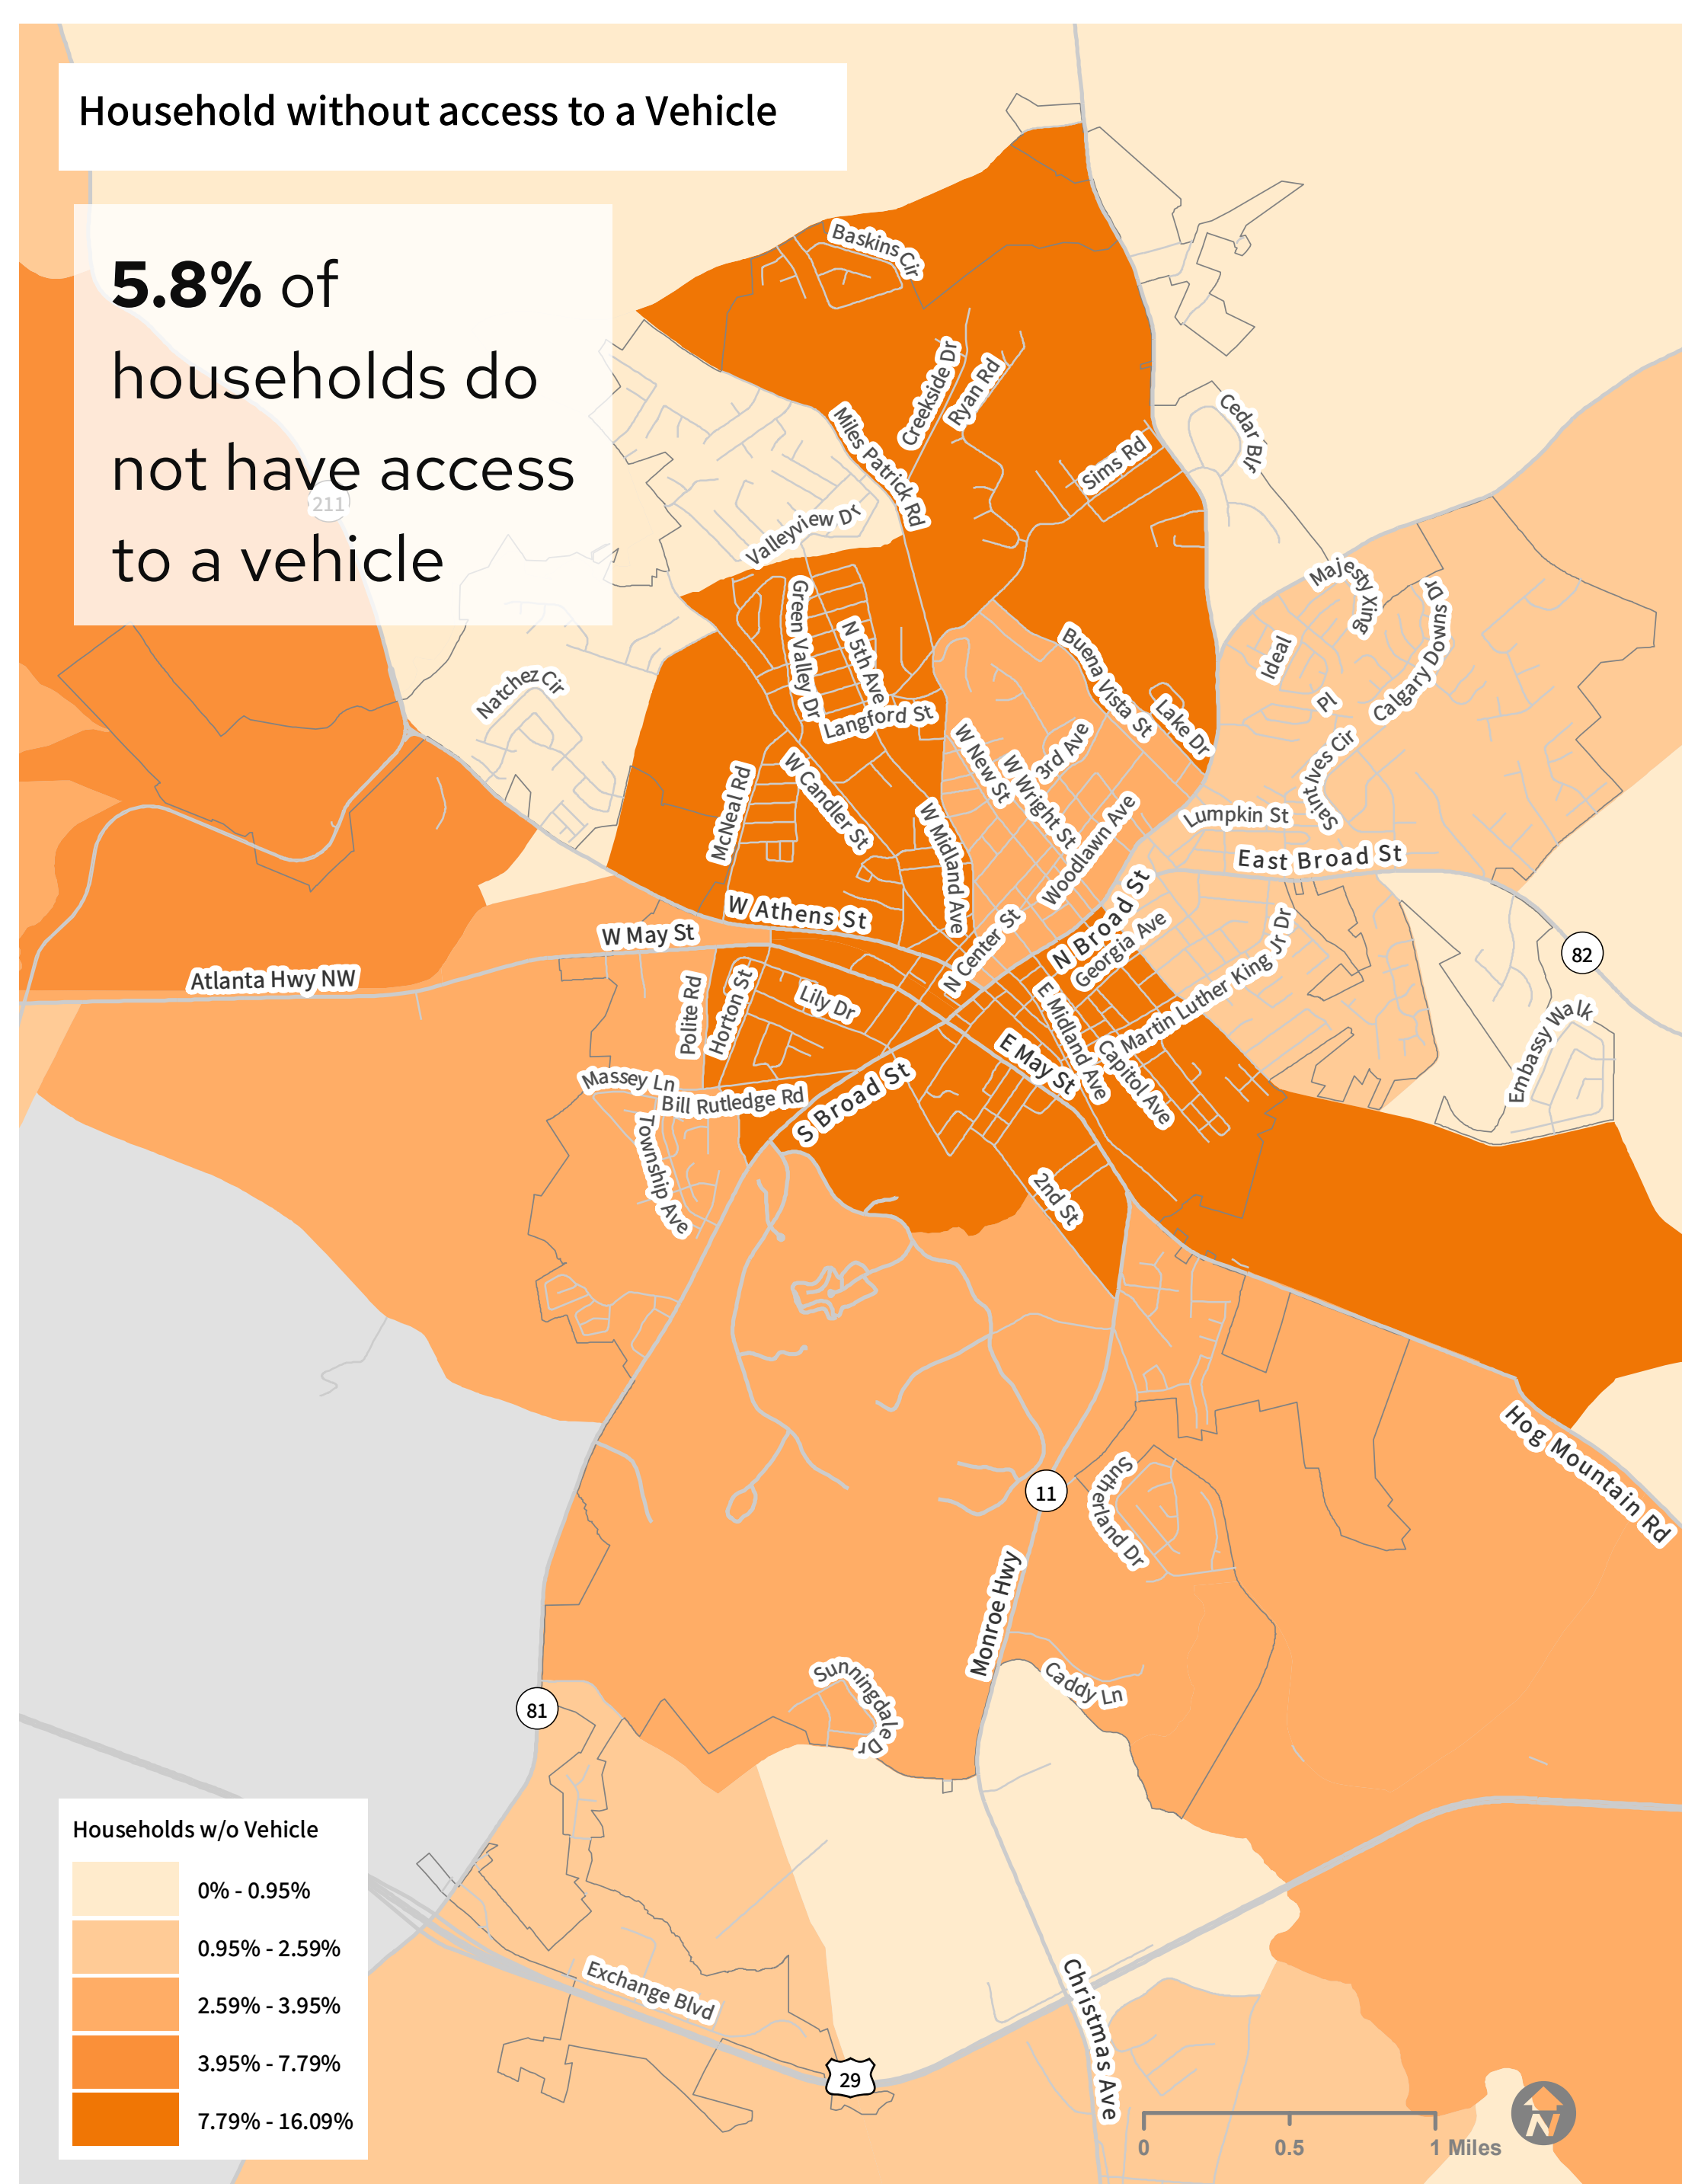 Household without access to a Vehicle
5.8% of
households do
not have access
to a vehicle
211
Baskins Cir
Creekside Dr
Ryan Rd
Miles Patrick Rd
Sims Rd
Cedar Blf
Valleyview Dr
Majesty Xing
Green Valley Dr
N 5th Ave
Buena Vista St
Ideal
Pl
Calgary Downs Dr
Natchez Cir
Langford St
Lake Dr
W New St
3rd Ave
W Wright St
Saint Ives Cir
McNeal Rd
W Candler St
W Midland Ave
Woodlawn Ave
Lumpkin St
East Broad St
W Athens St
N Broad St
W May St
N Center St
Georgia Ave
82
Atlanta Hwy NW
Polite Rd
Horton St
Lily Dr
E Midland Ave
Martin Luther King Jr Dr
Embassy Walk
E May St
Capitol Ave
Massey Ln
Bill Rutledge Rd
S Broad St
Township Ave
2nd St
Hog Mountain Rd
11
Sutherland Dr
Monroe Hwy
Caddy Ln
Sunningdale Dr
81
Households w/o Vehicle
0% - 0.95%
0.95% - 2.59%
2.59% - 3.95%
3.95% - 7.79%
7.79% - 16.09%
Exchange Blvd
Christmas Ave
29
N
0 0.5 1 Miles